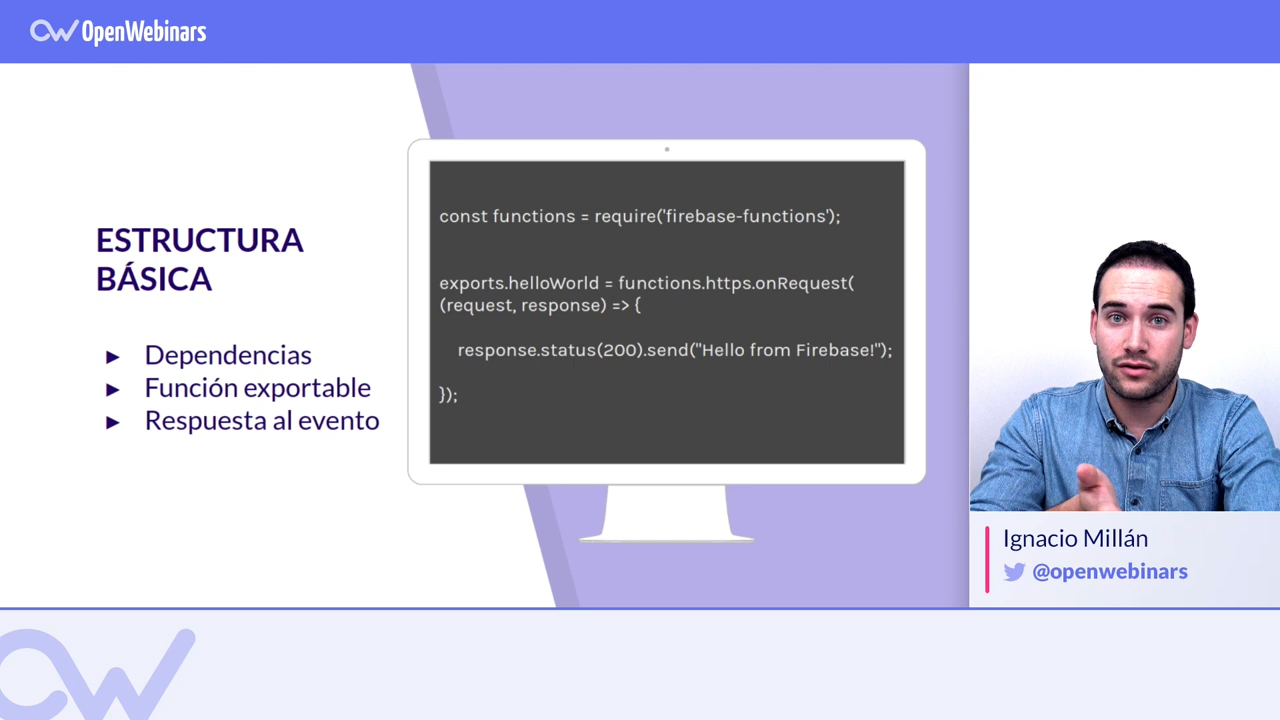 OpenWebinars
ESTRUCTURA
BÁSICA
► Dependencias
► Función exportable
► Respuesta al evento
const functions = require('firebase-functions');
exports.helloWorld = functions.https.onRequest(
(request, response) => {
response.status(200).send("Hello from Firebase!");
});
Ignacio Millán
@openwebinars